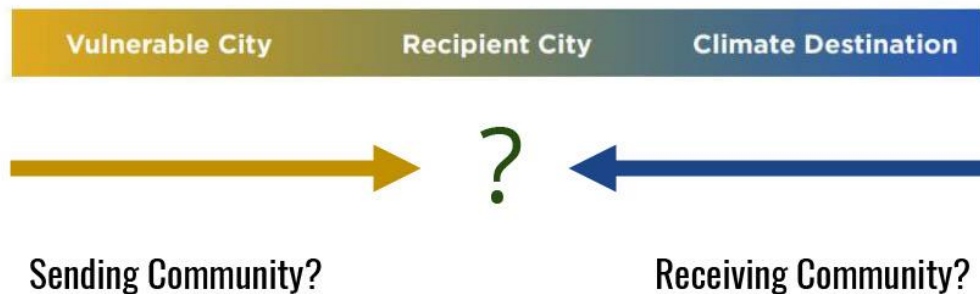 Vulnerable City Recipient City Climate Destination
?
Sending Community? Receiving Community?